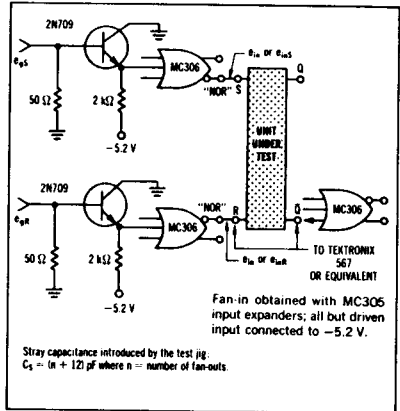 2N709
e_gS
50 Ω
2 kΩ
−5.2 V
MC306
"NOR"
S
e_in or e_inS
Q
UNIT
UNDER
TEST
2N709
e_gR
50 Ω
2 kΩ
−5.2 V
MC306
"NOR"
R
e_in or e_inR
Q̄
MC306
TO TEKTRONIX
567
OR EQUIVALENT
Fan-in obtained with MC305
input expanders; all but driven
input connected to −5.2 V.
Stray capacitance introduced by the test jig:
C_S = (n + 12) pF where n = number of fan-outs.